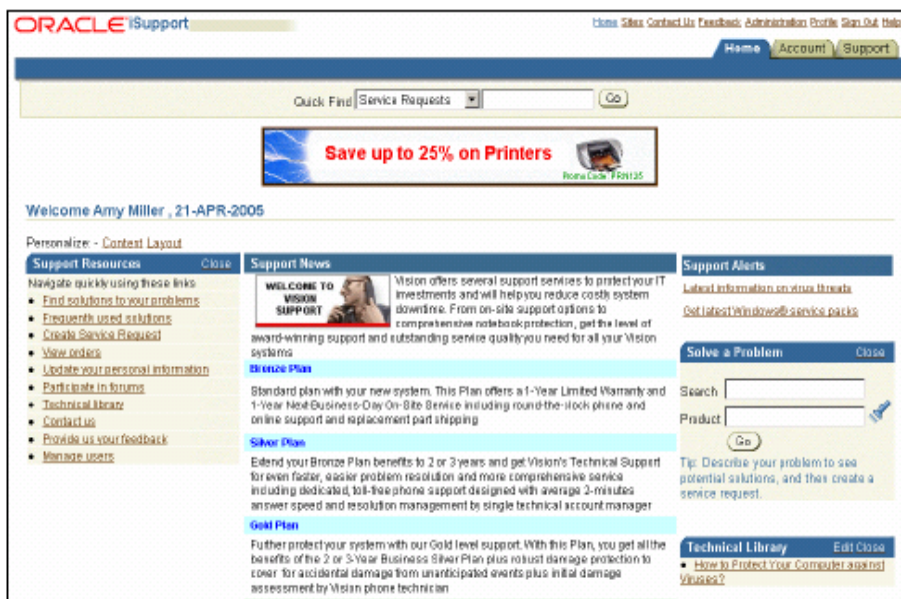 ORACLE iSupport
Home Sites Contact Us Feedback Administration Profile Sign Out Help
Home Account Support
Quick Find Service Requests Go
Save up to 25% on Printers
Promo Code: PRN125
Welcome Amy Miller , 21-APR-2005
Personalize: - Content Layout
Support Resources Close
Navigate quickly using these links
Find solutions to your problems
Frequently used solutions
Create Service Request
View orders
Update your personal information
Participate in forums
Technical library
Contact us
Provide us your feedback
Manage users
Support News
WELCOME TO
VISION
SUPPORT
Vision offers several support services to protect your IT
investments and will help you reduce costly system
downtime. From on-site support options to
comprehensive notebook protection, get the level of
award-winning support and outstanding service quality you need for all your Vision
systems
Bronze Plan
Standard plan with your new system. This Plan offers a 1-Year Limited Warranty and
1-Year Next-Business-Day On-Site Service including round-the-clock phone and
online support and replacement part shipping
Silver Plan
Extend your Bronze Plan benefits to 2 or 3 years and get Vision's Technical Support
for even faster, easier problem resolution and more comprehensive service
including dedicated, toll-free phone support designed with average 2-minutes
answer speed and resolution management by single technical account manager
Gold Plan
Further protect your system with our Gold level support. With this Plan, you get all the
benefits of the 2 or 3-Year Business Silver Plan plus robust damage protection to
cover for accidental damage from unanticipated events plus initial damage
assessment by Vision phone technician
Support Alerts
Latest information on virus threats
Get latest Windows® service packs
Solve a Problem Close
Search
Product
Go
Tip: Describe your problem to see
potential solutions, and then create a
service request.
Technical Library Edit Close
How to Protect Your Computer against
Viruses?